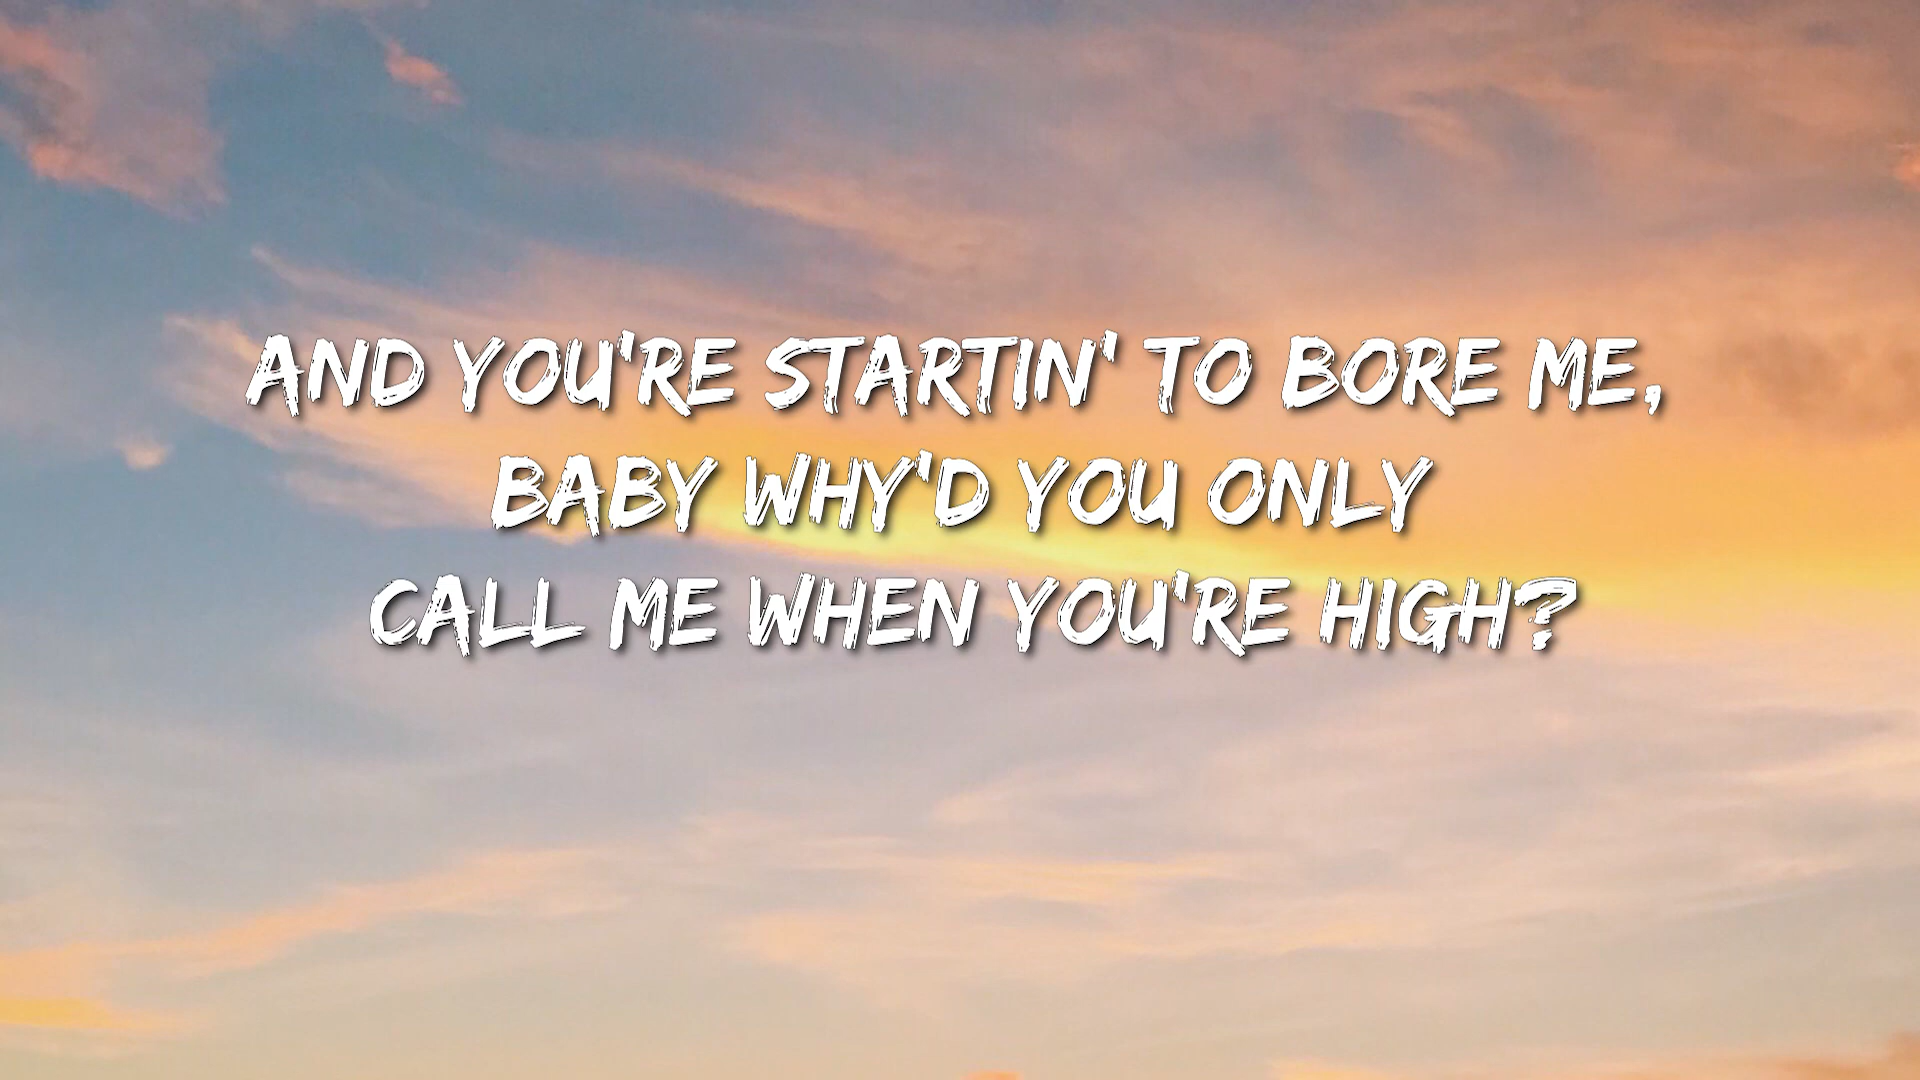 AND YOU'RE STARTIN' TO BORE ME,
BABY WHY'D YOU ONLY
CALL ME WHEN YOU'RE HIGH?